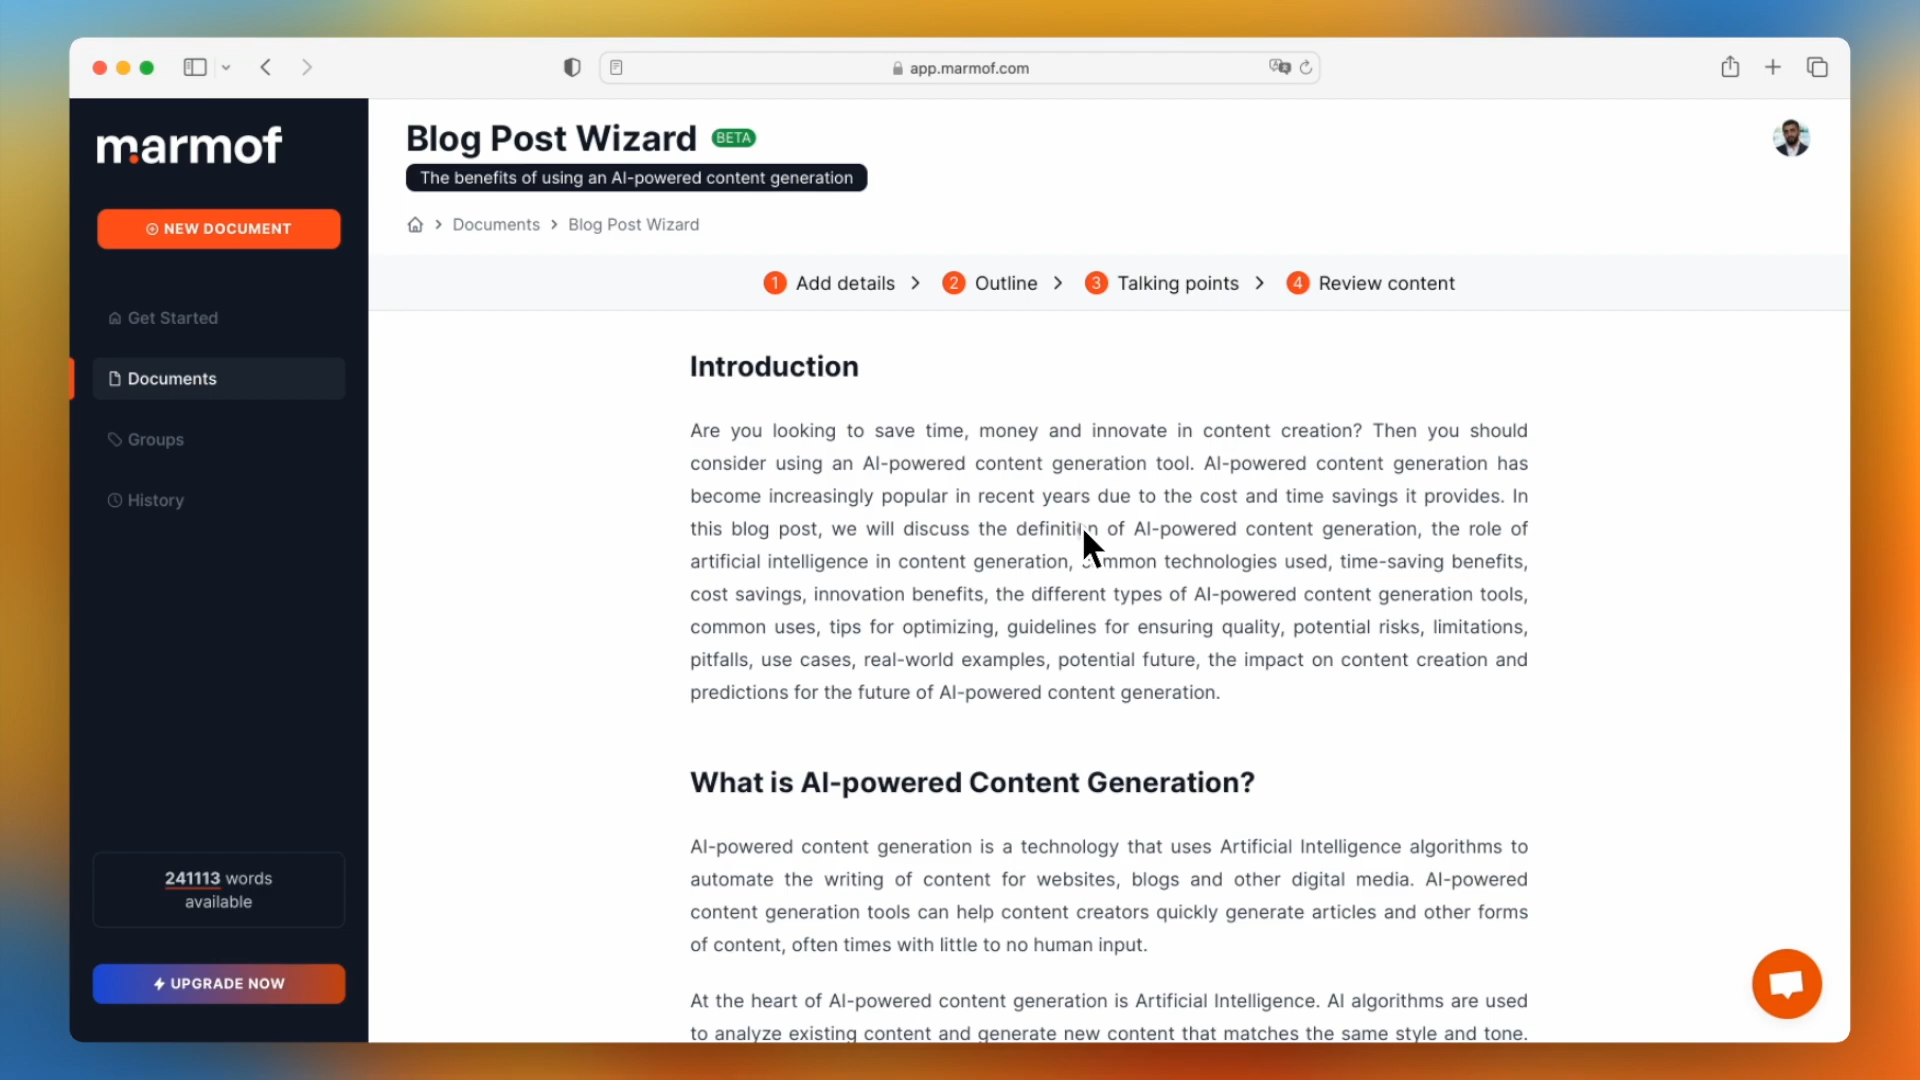 app.marmof.com
marmof
NEW DOCUMENT
Get Started
Documents
Groups
History
241113 words
available
UPGRADE NOW
Blog Post Wizard BETA
The benefits of using an AI-powered content generation
Documents > Blog Post Wizard
1 Add details > 2 Outline > 3 Talking points > 4 Review content
Introduction
Are you looking to save time, money and innovate in content creation? Then you should
consider using an AI-powered content generation tool. AI-powered content generation has
become increasingly popular in recent years due to the cost and time savings it provides. In
this blog post, we will discuss the definition of AI-powered content generation, the role of
artificial intelligence in content generation, common technologies used, time-saving benefits,
cost savings, innovation benefits, the different types of AI-powered content generation tools,
common uses, tips for optimizing, guidelines for ensuring quality, potential risks, limitations,
pitfalls, use cases, real-world examples, potential future, the impact on content creation and
predictions for the future of AI-powered content generation.
What is AI-powered Content Generation?
AI-powered content generation is a technology that uses Artificial Intelligence algorithms to
automate the writing of content for websites, blogs and other digital media. AI-powered
content generation tools can help content creators quickly generate articles and other forms
of content, often times with little to no human input.
At the heart of AI-powered content generation is Artificial Intelligence. AI algorithms are used
to analyze existing content and generate new content that matches the same style and tone.